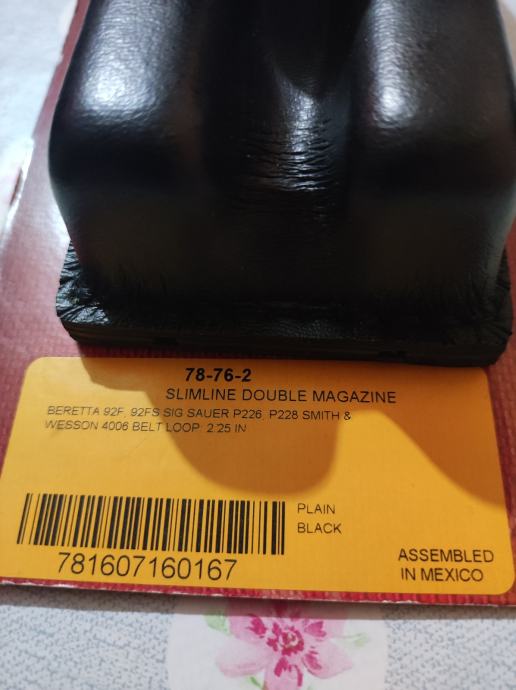 78-76-2
SLIMLINE DOUBLE MAGAZINE
BERETTA 92F, 92FS SIG SAUER P226, P228 SMITH &
WESSON 4006 BELT LOOP: 2.25 IN
PLAIN
BLACK
781607160167
ASSEMBLED
IN MEXICO